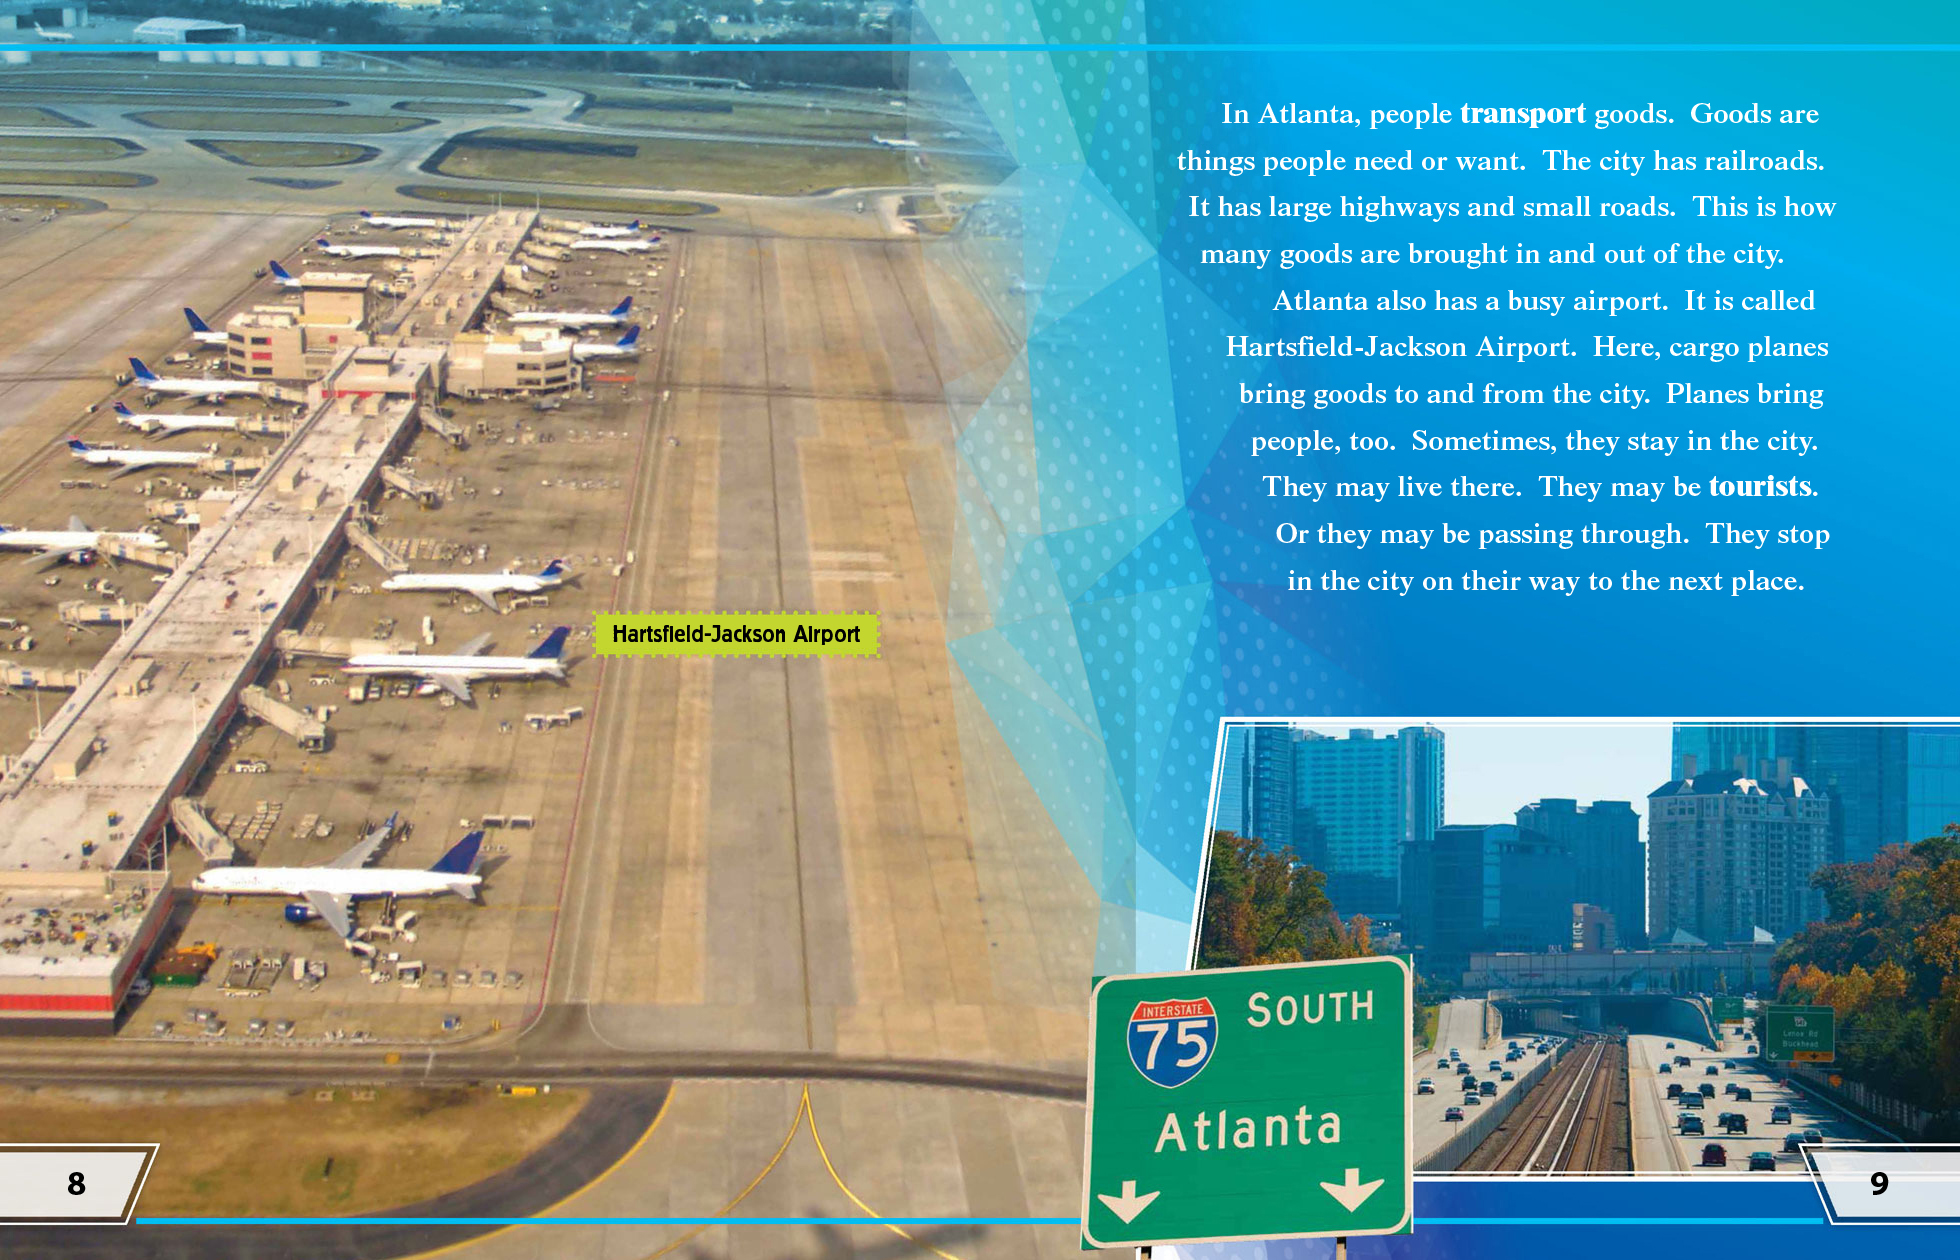 In Atlanta, people transport goods.  Goods are
things people need or want.  The city has railroads.
It has large highways and small roads.  This is how
many goods are brought in and out of the city.
Atlanta also has a busy airport.  It is called
Hartsfield-Jackson Airport.  Here, cargo planes
bring goods to and from the city.  Planes bring
people, too.  Sometimes, they stay in the city.
They may live there.  They may be tourists.
Or they may be passing through.  They stop
in the city on their way to the next place.
Hartsfield-Jackson Airport
INTERSTATE
75
SOUTH
Atlanta
Lenox Rd
Buckhead
8
9